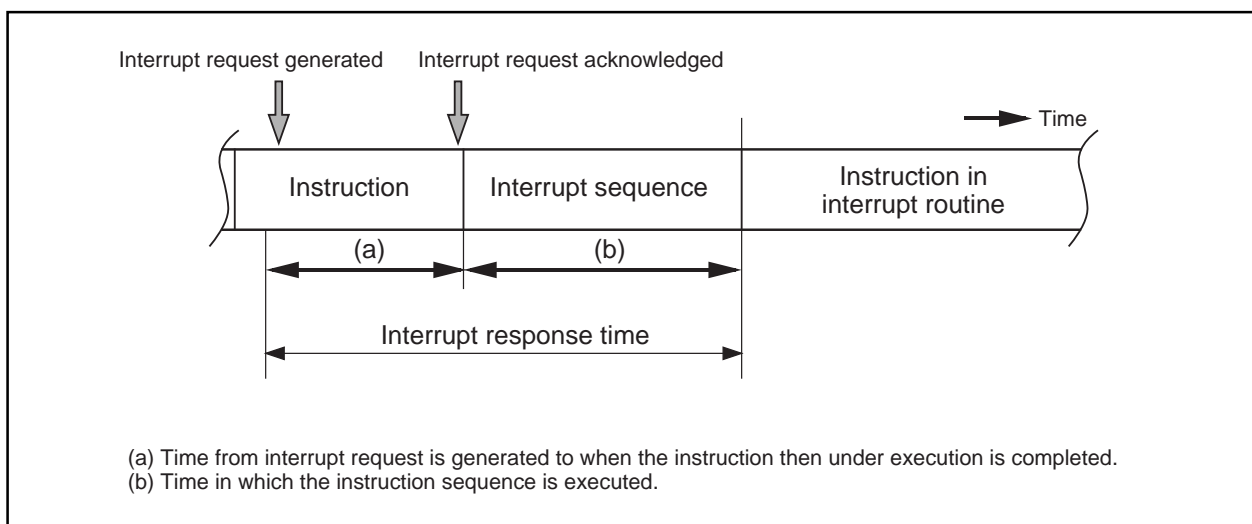 Interrupt request generated
Interrupt request acknowledged
Time
Instruction
Interrupt sequence
Instruction in
interrupt routine
(a)
(b)
Interrupt response time
(a) Time from interrupt request is generated to when the instruction then under execution is completed.
(b) Time in which the instruction sequence is executed.